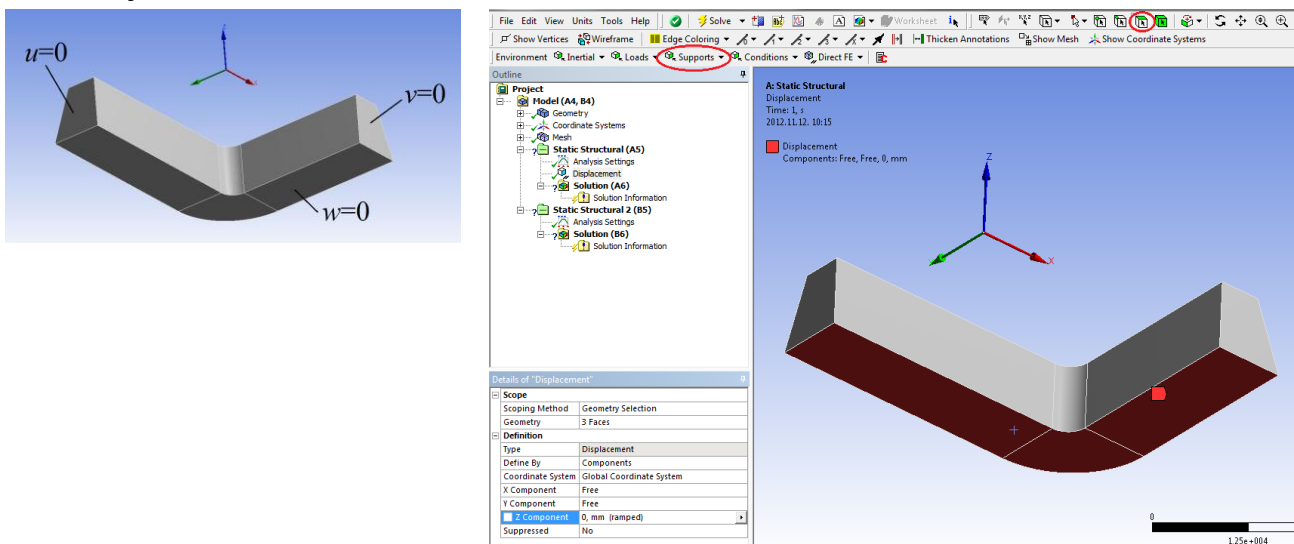 u=0
v=0
w=0
File Edit View Units Tools Help Solve Worksheet
Show Vertices Wireframe Edge Coloring Thicken Annotations Show Mesh Show Coordinate Systems
Environment Inertial Loads Supports Conditions Direct FE
Outline
Project
Model (A4, B4)
Geometry
Coordinate Systems
Mesh
Static Structural (A5)
Analysis Settings
Displacement
Solution (A6)
Solution Information
Static Structural 2 (B5)
Analysis Settings
Solution (B6)
Solution Information
Details of "Displacement"
Scope
Scoping Method Geometry Selection
Geometry 3 Faces
Definition
Type Displacement
Define By Components
Coordinate System Global Coordinate System
X Component Free
Y Component Free
Z Component 0, mm (ramped)
Suppressed No
A: Static Structural
Displacement
Time: 1, s
2012.11.12. 10:15
Displacement
Components: Free, Free, 0, mm
Z
X
0
1.25e+004